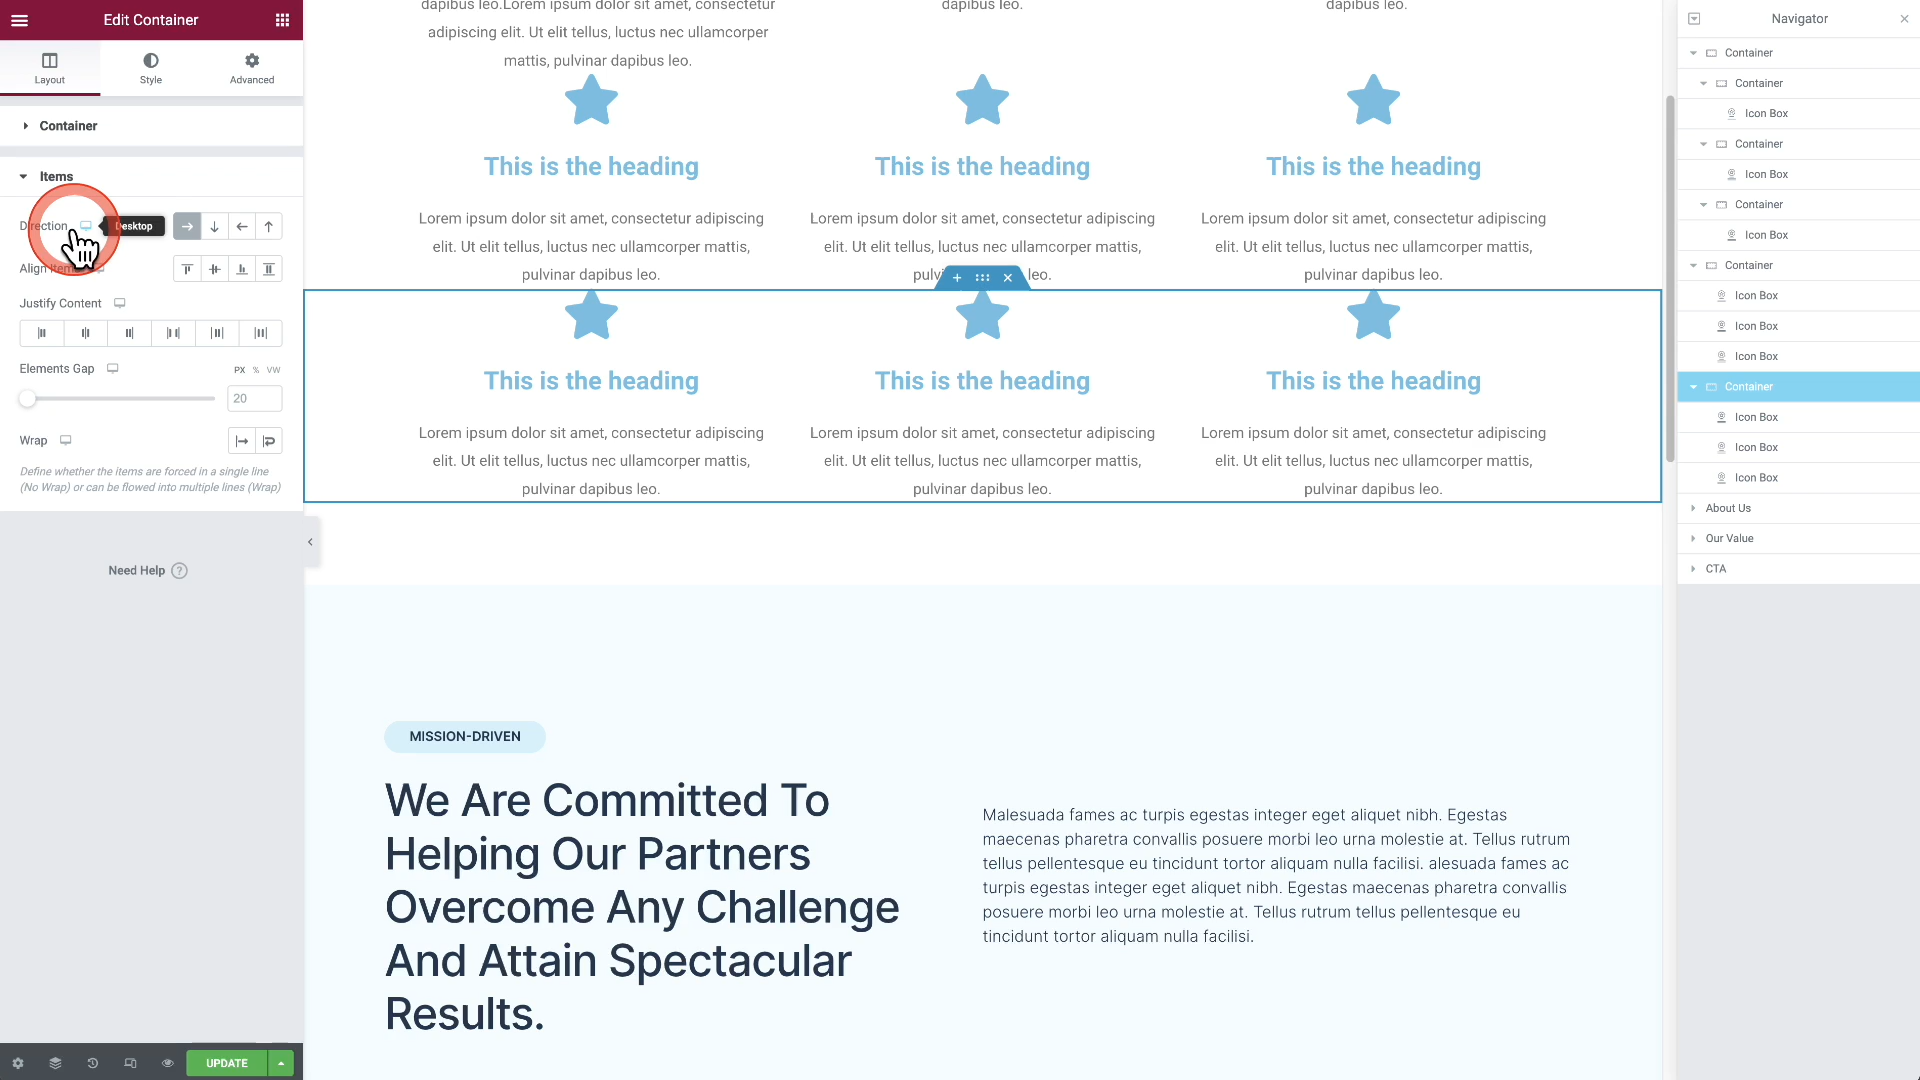 Edit Container
Layout
Style
Advanced
Container
Items
Direction
Desktop
Align Items
Justify Content
Elements Gap
PX % VW
20
Wrap
Define whether the items are forced in a single line
(No Wrap) or can be flowed into multiple lines (Wrap)
Need Help ?
UPDATE
dapibus leo.Lorem ipsum dolor sit amet, consectetur
adipiscing elit. Ut elit tellus, luctus nec ullamcorper
mattis, pulvinar dapibus leo.
dapibus leo.
dapibus leo.
This is the heading
Lorem ipsum dolor sit amet, consectetur adipiscing
elit. Ut elit tellus, luctus nec ullamcorper mattis,
pulvinar dapibus leo.
This is the heading
Lorem ipsum dolor sit amet, consectetur adipiscing
elit. Ut elit tellus, luctus nec ullamcorper mattis,
leo.
This is the heading
Lorem ipsum dolor sit amet, consectetur adipiscing
elit. Ut elit tellus, luctus nec ullamcorper mattis,
pulvinar dapibus leo.
This is the heading
Lorem ipsum dolor sit amet, consectetur adipiscing
elit. Ut elit tellus, luctus nec ullamcorper mattis,
pulvinar dapibus leo.
This is the heading
Lorem ipsum dolor sit amet, consectetur adipiscing
elit. Ut elit tellus, luctus nec ullamcorper mattis,
pulvinar dapibus leo.
This is the heading
Lorem ipsum dolor sit amet, consectetur adipiscing
elit. Ut elit tellus, luctus nec ullamcorper mattis,
pulvinar dapibus leo.
MISSION-DRIVEN
We Are Committed To
Helping Our Partners
Overcome Any Challenge
And Attain Spectacular
Results.
Malesuada fames ac turpis egestas integer eget aliquet nibh. Egestas
maecenas pharetra convallis posuere morbi leo urna molestie at. Tellus rutrum
tellus pellentesque eu tincidunt tortor aliquam nulla facilisi. alesuada fames ac
turpis egestas integer eget aliquet nibh. Egestas maecenas pharetra convallis
posuere morbi leo urna molestie at. Tellus rutrum tellus pellentesque eu
tincidunt tortor aliquam nulla facilisi.
Navigator
Container
Container
Icon Box
Container
Icon Box
Container
Icon Box
Container
Icon Box
Icon Box
Icon Box
Container
Icon Box
Icon Box
Icon Box
About Us
Our Value
CTA